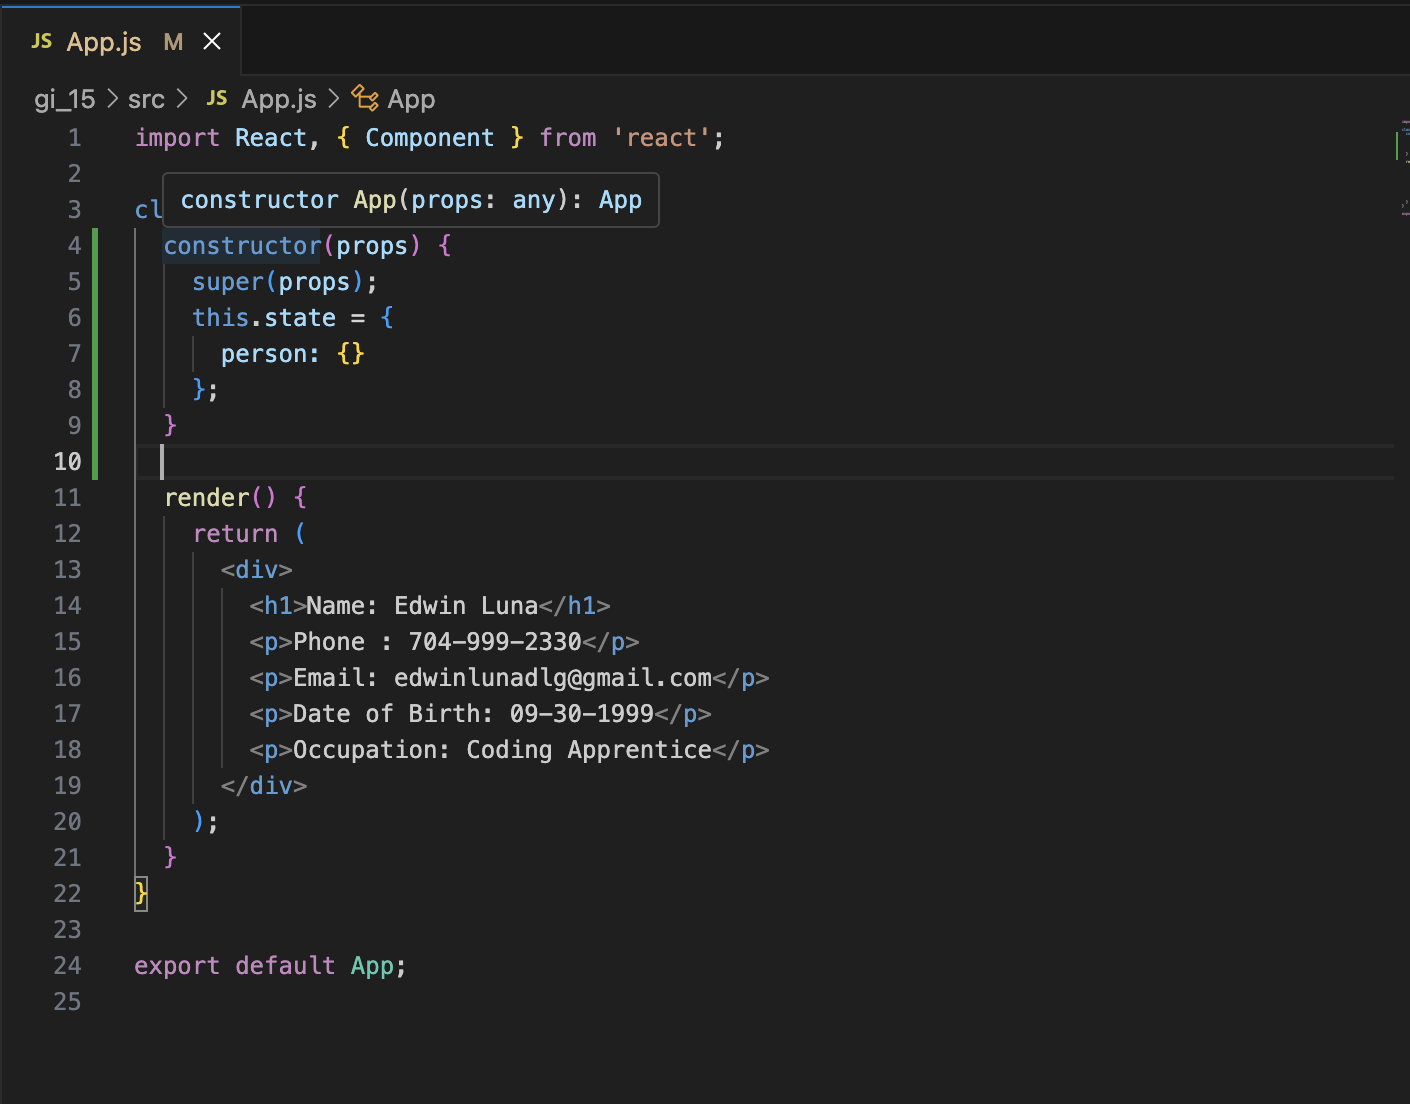 JS App.js M
gi_15 > src > JS App.js > App
1 import React, { Component } from 'react';
2
constructor App(props: any): App
3 cl
4 constructor(props) {
5 super(props);
6 this.state = {
7 person: {}
8 };
9 }
10
11 render() {
12 return (
13 <div>
14 <h1>Name: Edwin Luna</h1>
15 <p>Phone : 704-999-2330</p>
16 <p>Email: edwinlunadlg@gmail.com</p>
17 <p>Date of Birth: 09-30-1999</p>
18 <p>Occupation: Coding Apprentice</p>
19 </div>
20 );
21 }
22 }
23
24 export default App;
25